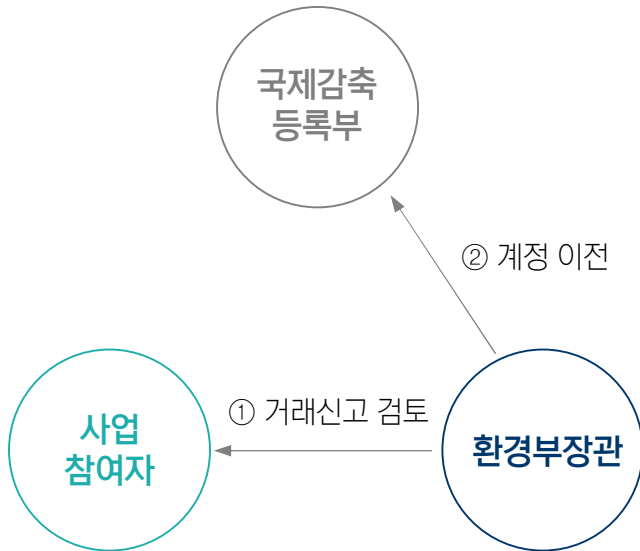 국제감축
등록부
② 계정 이전
① 거래신고 검토
사업
참여자
환경부장관